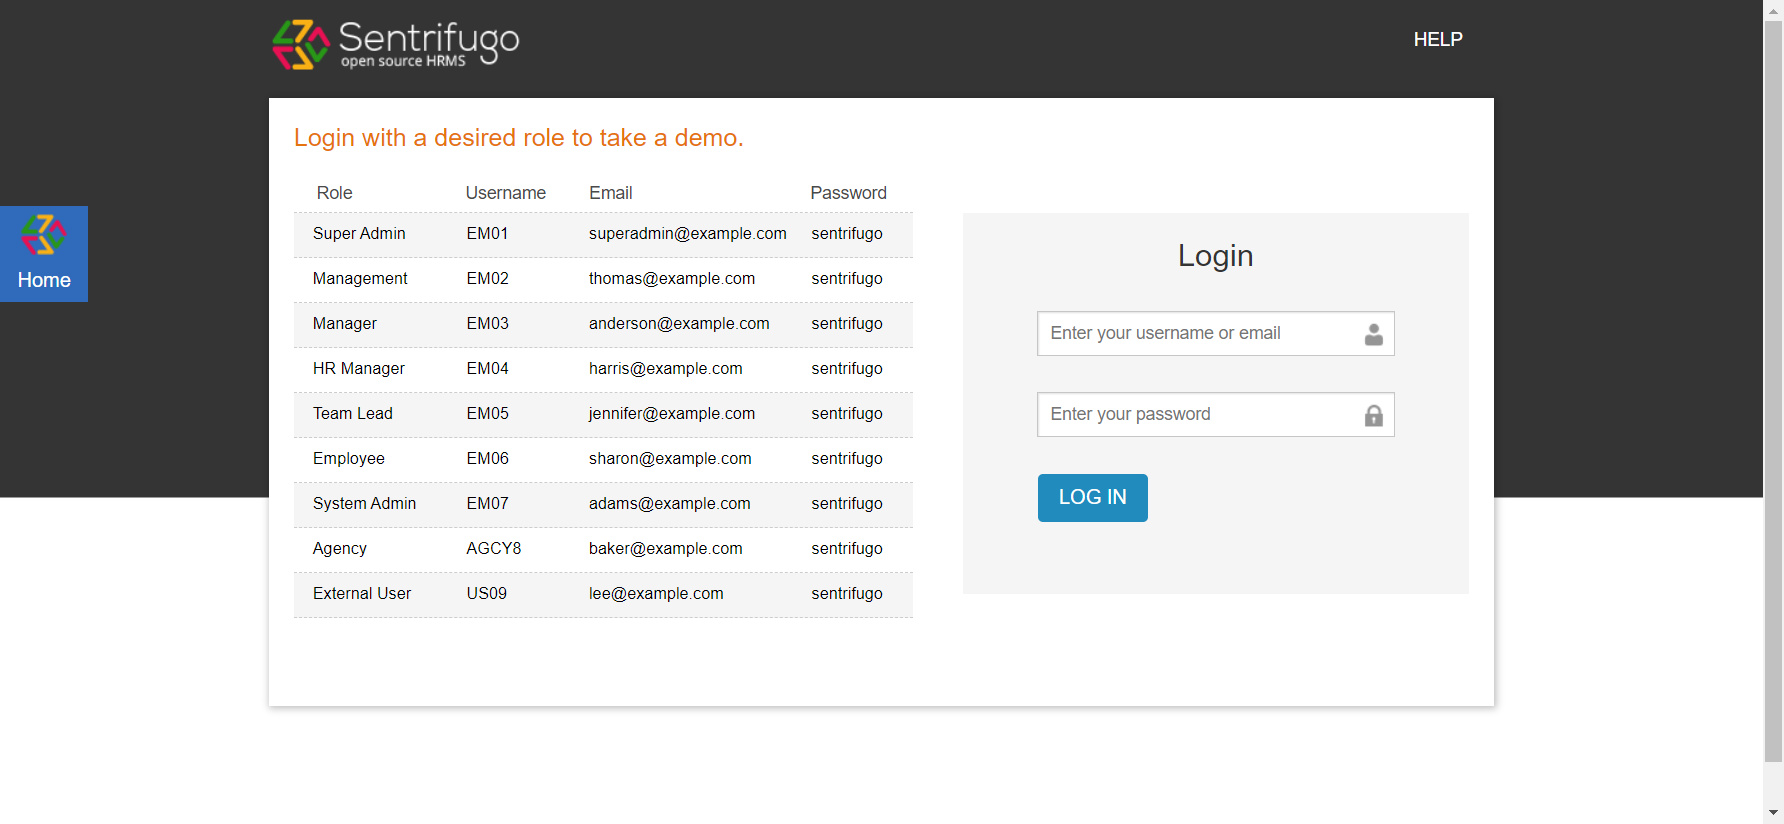 Sentrifugo
open source HRMS
HELP
Login with a desired role to take a demo.
Role Username Email Password
Super Admin EM01 superadmin@example.com sentrifugo
Management EM02 thomas@example.com sentrifugo
Manager EM03 anderson@example.com sentrifugo
HR Manager EM04 harris@example.com sentrifugo
Team Lead EM05 jennifer@example.com sentrifugo
Employee EM06 sharon@example.com sentrifugo
System Admin EM07 adams@example.com sentrifugo
Agency AGCY8 baker@example.com sentrifugo
External User US09 lee@example.com sentrifugo
Home
Login
Enter your username or email
Enter your password
LOG IN